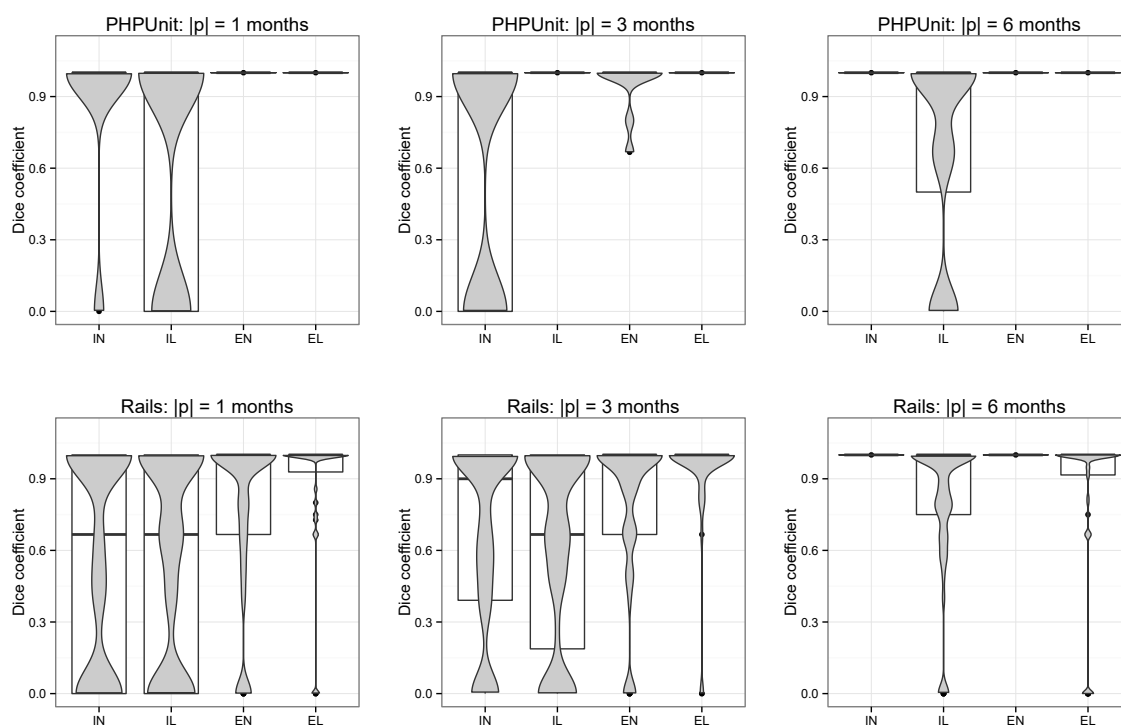 PHPUnit: |p| = 1 months
Dice coefficient
0.9
0.6
0.3
0.0
IN IL EN EL
PHPUnit: |p| = 3 months
Dice coefficient
0.9
0.6
0.3
0.0
IN IL EN EL
PHPUnit: |p| = 6 months
Dice coefficient
0.9
0.6
0.3
0.0
IN IL EN EL
Rails: |p| = 1 months
Dice coefficient
0.9
0.6
0.3
0.0
IN IL EN EL
Rails: |p| = 3 months
Dice coefficient
0.9
0.6
0.3
0.0
IN IL EN EL
Rails: |p| = 6 months
Dice coefficient
0.9
0.6
0.3
0.0
IN IL EN EL